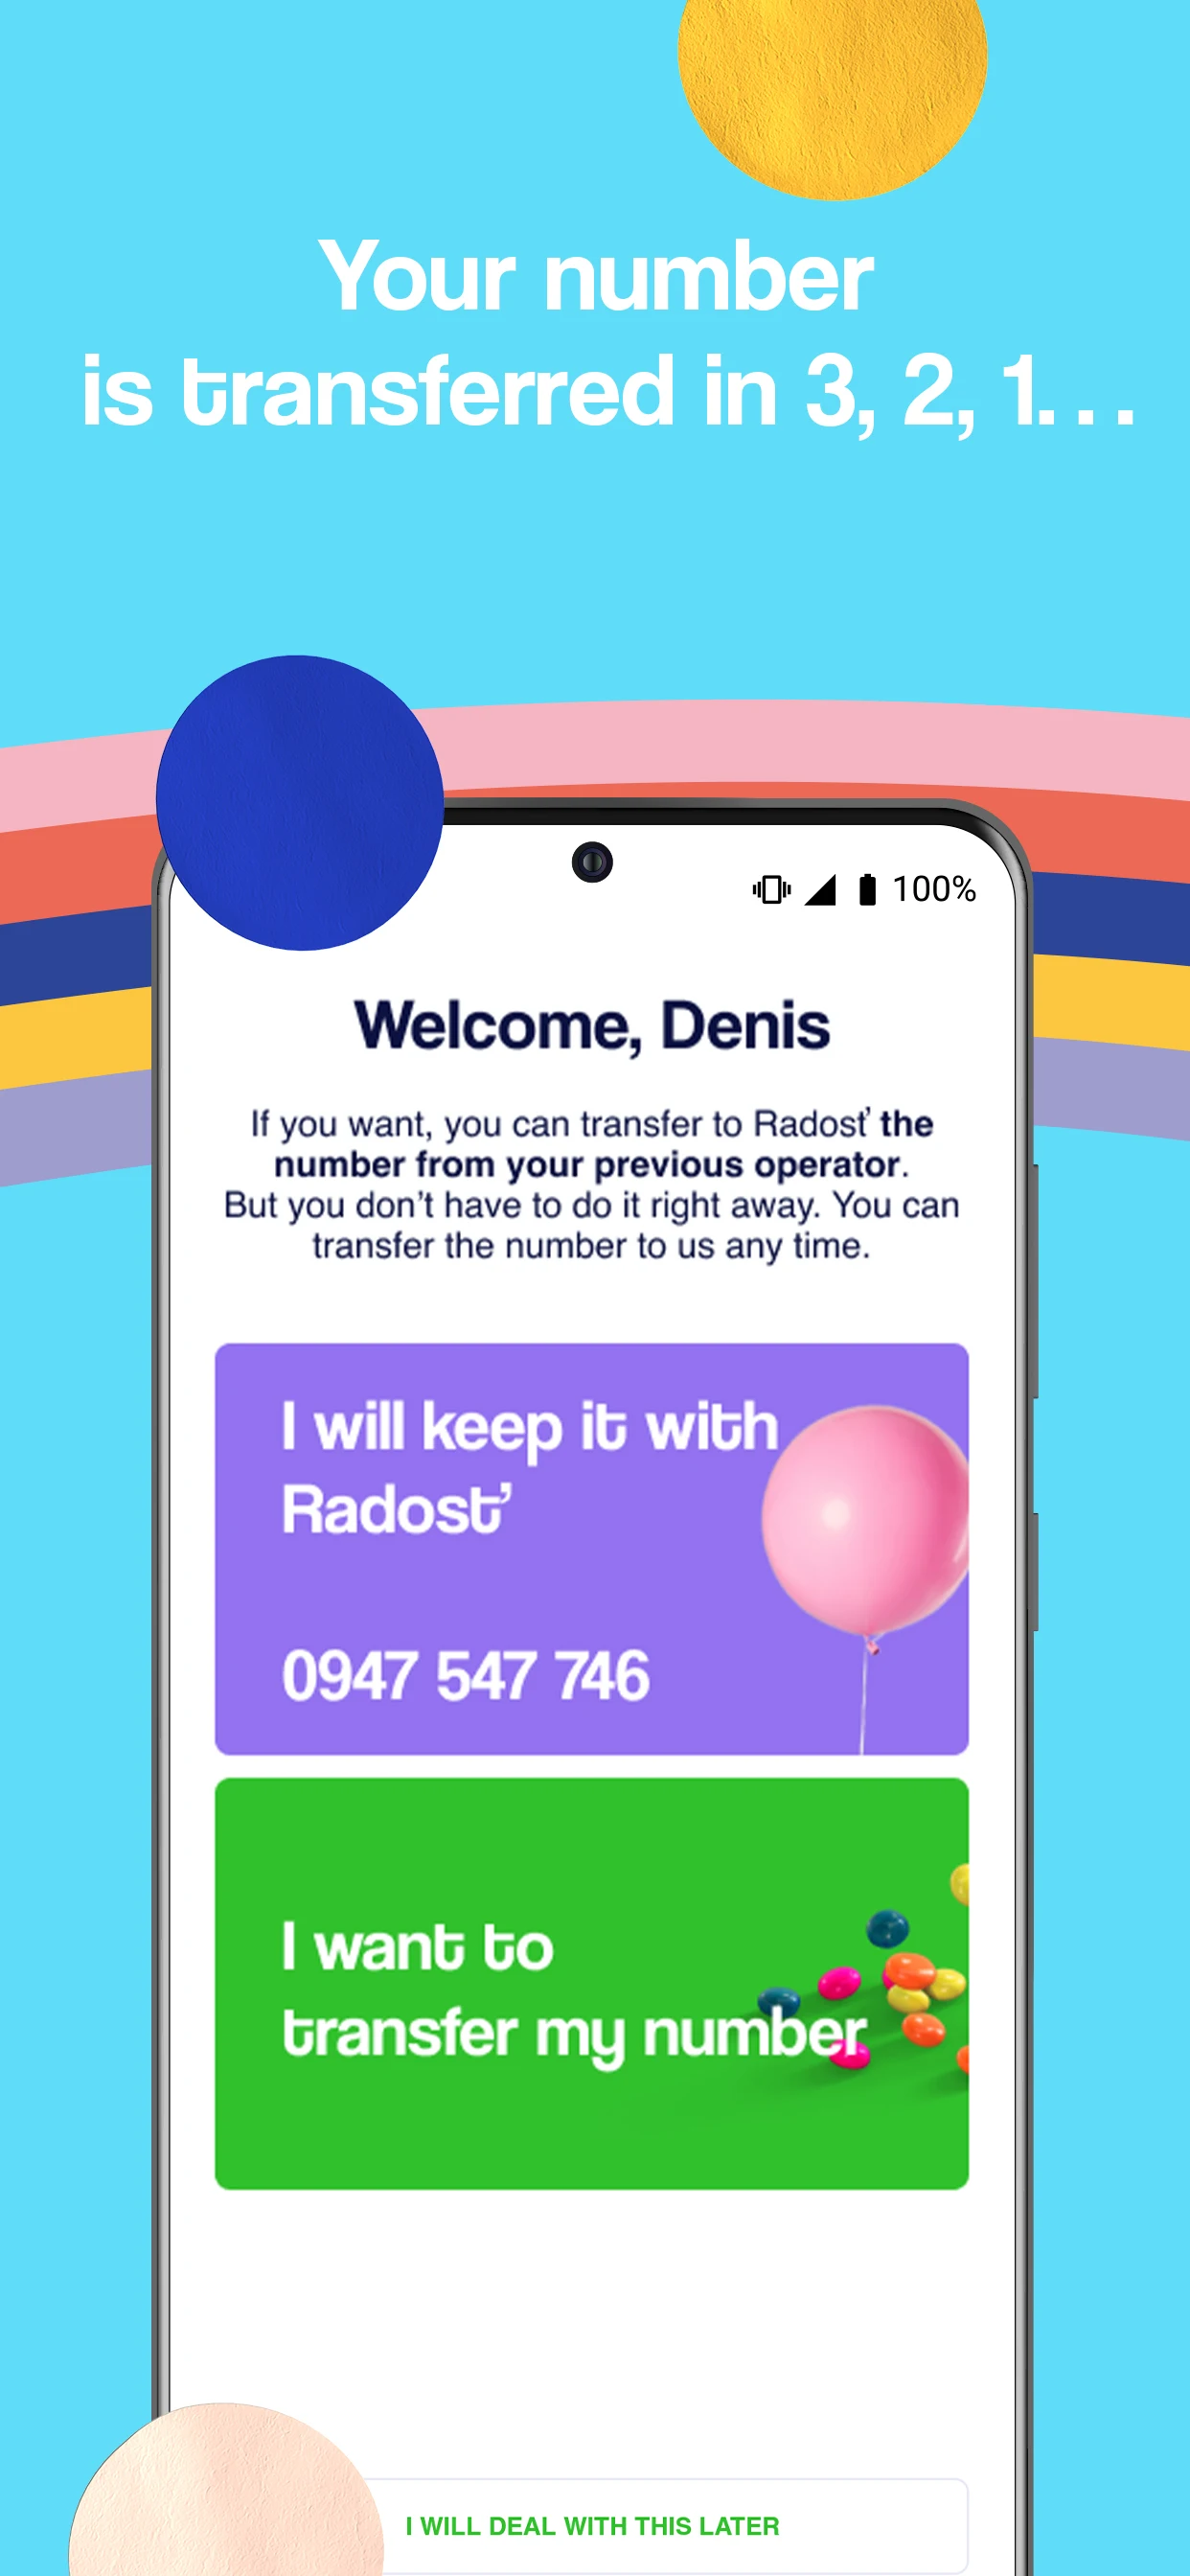 Your number
is transferred in 3, 2, 1...
100%
Welcome, Denis
If you want, you can transfer to Radosť the
number from your previous operator.
But you don’t have to do it right away. You can
transfer the number to us any time.
I will keep it with
Radosť
0947 547 746
I want to
transfer my number
I WILL DEAL WITH THIS LATER